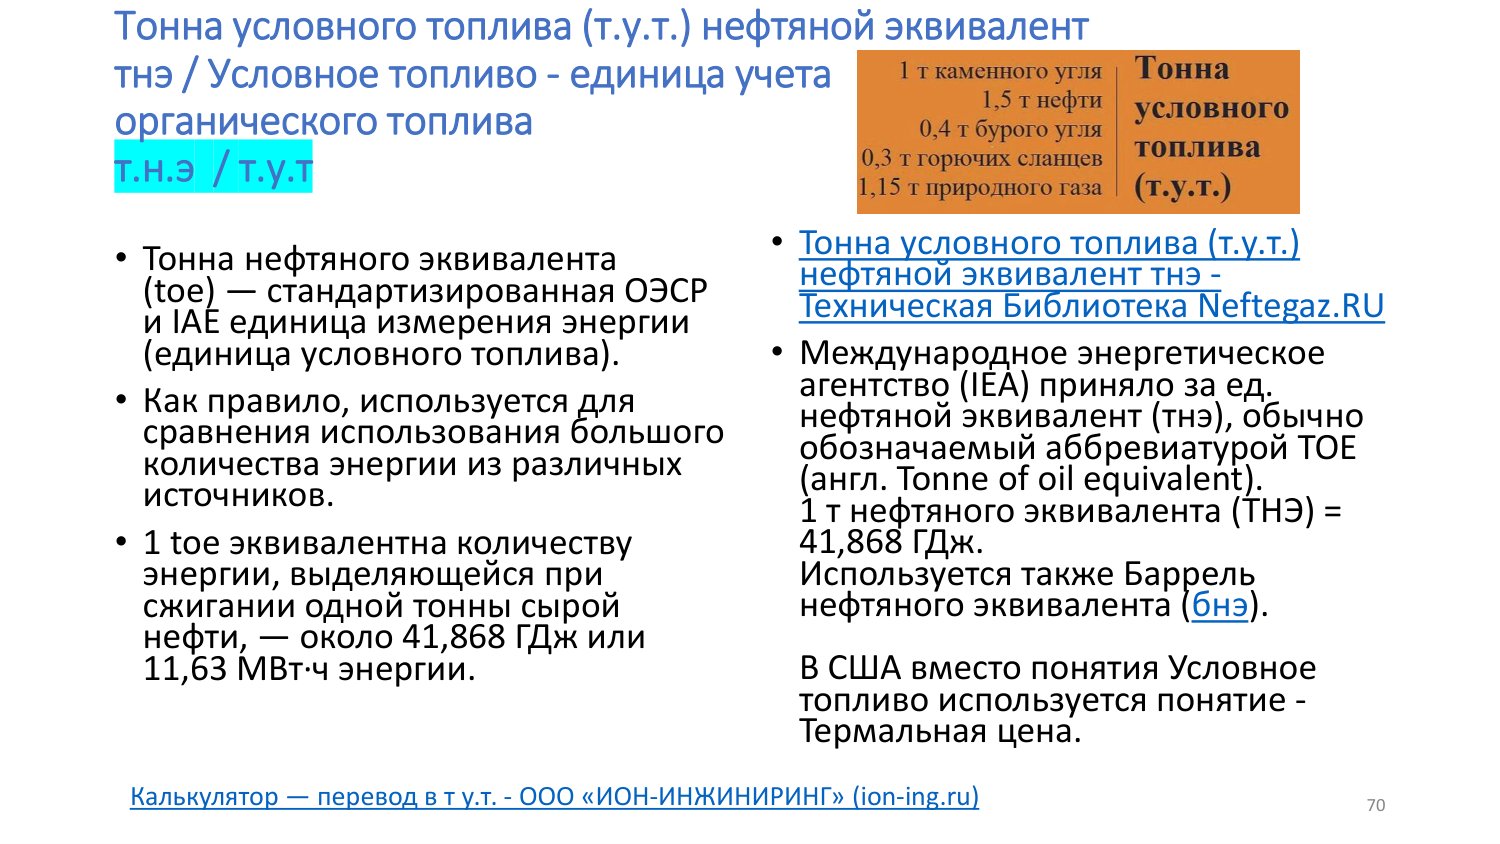 Тонна условного топлива (т.у.т.) нефтяной эквивалент
тнэ / Условное топливо - единица учета
органического топлива
т.н.э / т.у.т
1 т каменного угля
1,5 т нефти
0,4 т бурого угля
0,3 т горючих сланцев
1,15 т природного газа
Тонна
условного
топлива
(т.у.т.)
• Тонна нефтяного эквивалента
(toe) — стандартизированная ОЭСР
и IAE единица измерения энергии
(единица условного топлива).
• Как правило, используется для
сравнения использования большого
количества энергии из различных
источников.
• 1 toe эквивалентна количеству
энергии, выделяющейся при
сжигании одной тонны сырой
нефти, — около 41,868 ГДж или
11,63 МВт·ч энергии.
• Тонна условного топлива (т.у.т.)
нефтяной эквивалент тнэ -
Техническая Библиотека Neftegaz.RU
• Международное энергетическое
агентство (IEA) приняло за ед.
нефтяной эквивалент (тнэ), обычно
обозначаемый аббревиатурой TOE
(англ. Tonne of oil equivalent).
1 т нефтяного эквивалента (ТНЭ) =
41,868 ГДж.
Используется также Баррель
нефтяного эквивалента (бнэ).
В США вместо понятия Условное
топливо используется понятие -
Термальная цена.
Калькулятор — перевод в т у.т. - ООО «ИОН-ИНЖИНИРИНГ» (ion-ing.ru)
70